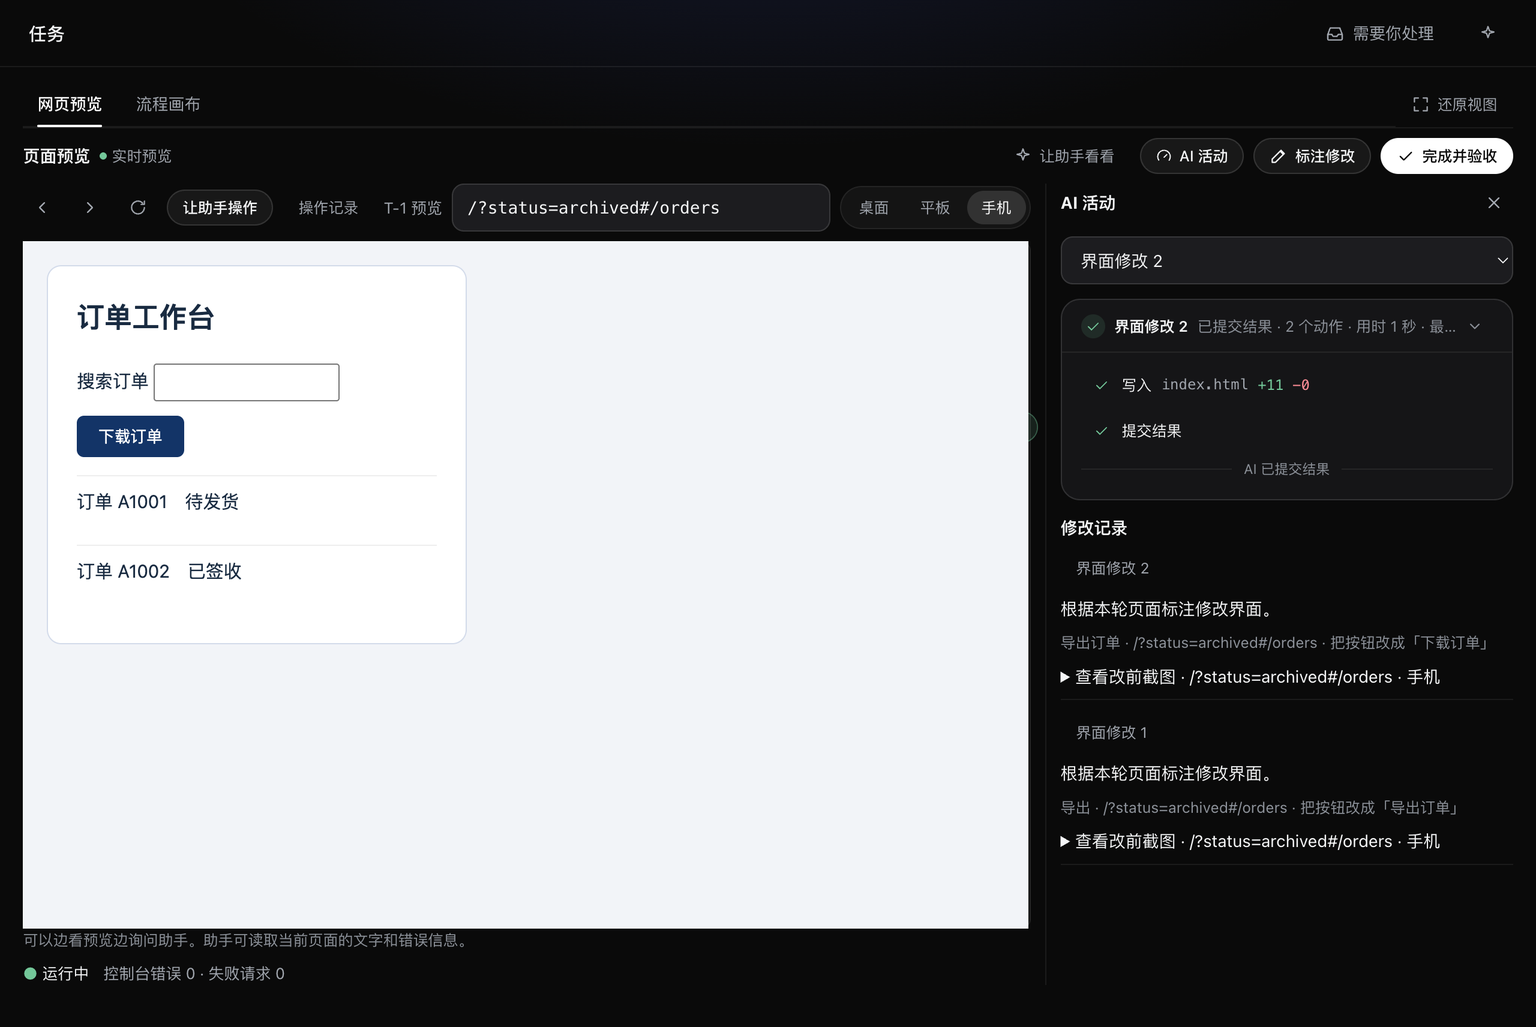 任务
需要你处理
网页预览 流程画布
还原视图
页面预览 实时预览
让助手看看 AI 活动 标注修改 完成并验收
让助手操作 操作记录 T-1 预览 /?status=archived#/orders 桌面 平板 手机
订单工作台
搜索订单
下载订单
订单 A1001 待发货
订单 A1002 已签收
可以边看预览边询问助手。助手可读取当前页面的文字和错误信息。
运行中 控制台错误 0 · 失败请求 0
AI 活动
界面修改 2
界面修改 2 已提交结果 · 2 个动作 · 用时 1 秒 · 最...
写入 index.html +11 −0
提交结果
AI 已提交结果
修改记录
界面修改 2
根据本轮页面标注修改界面。
导出订单 · /?status=archived#/orders · 把按钮改成「下载订单」
▶ 查看改前截图 · /?status=archived#/orders · 手机
界面修改 1
根据本轮页面标注修改界面。
导出 · /?status=archived#/orders · 把按钮改成「导出订单」
▶ 查看改前截图 · /?status=archived#/orders · 手机